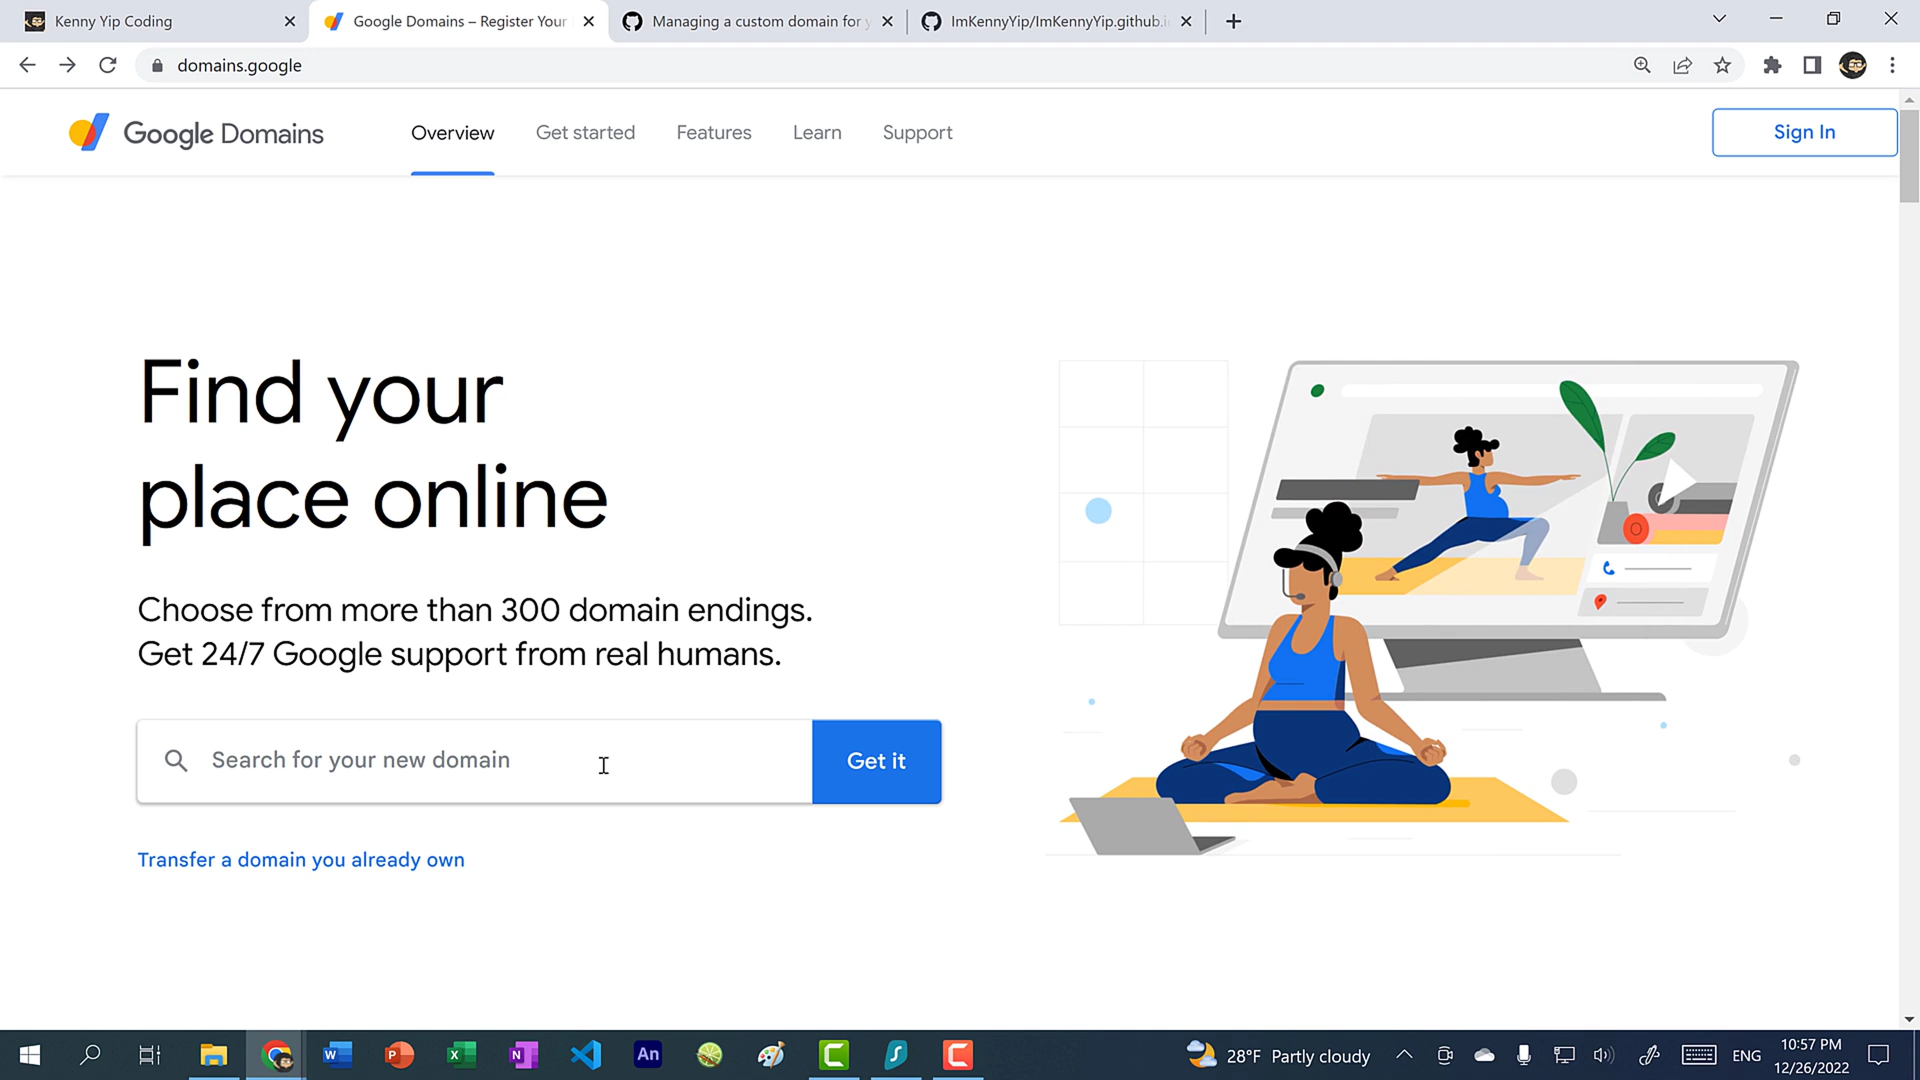 Kenny Yip Coding
Google Domains – Register Your
Managing a custom domain for y
ImKennyYip/ImKennyYip.github.i
domains.google
Google Domains
Overview
Get started
Features
Learn
Support
Sign In
Find your
place online
Choose from more than 300 domain endings.
Get 24/7 Google support from real humans.
Search for your new domain
Get it
Transfer a domain you already own
W
P
X
N
An
C
C
28°F Partly cloudy
ENG
10:57 PM
12/26/2022